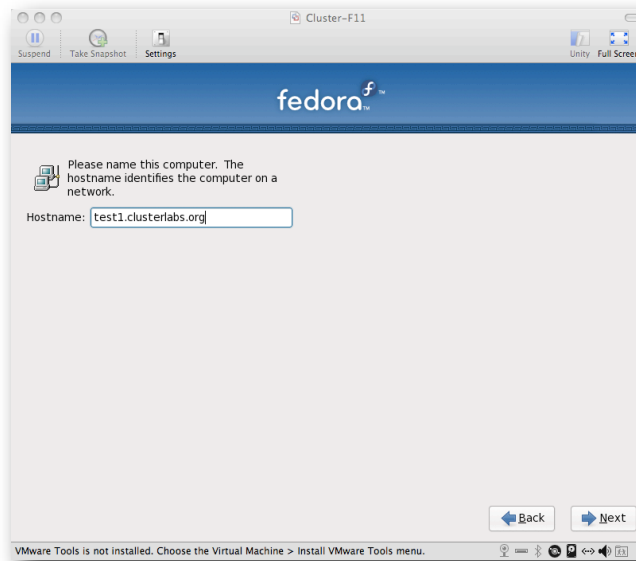 Cluster-F11
Suspend Take Snapshot Settings Unity Full Screen
fedora™
Please name this computer. The
hostname identifies the computer on a
network.
Hostname: test1.clusterlabs.org
Back Next
VMware Tools is not installed. Choose the Virtual Machine > Install VMware Tools menu.